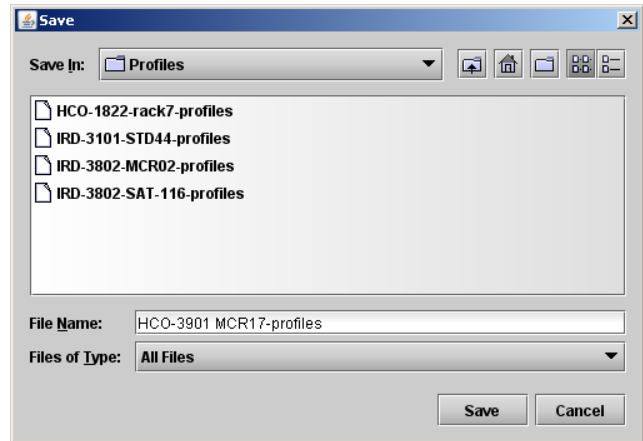 Save
Save In: Profiles
HCO-1822-rack7-profiles
IRD-3101-STD44-profiles
IRD-3802-MCR02-profiles
IRD-3802-SAT-116-profiles
File Name: HCO-3901 MCR17-profiles
Files of Type: All Files
Save Cancel